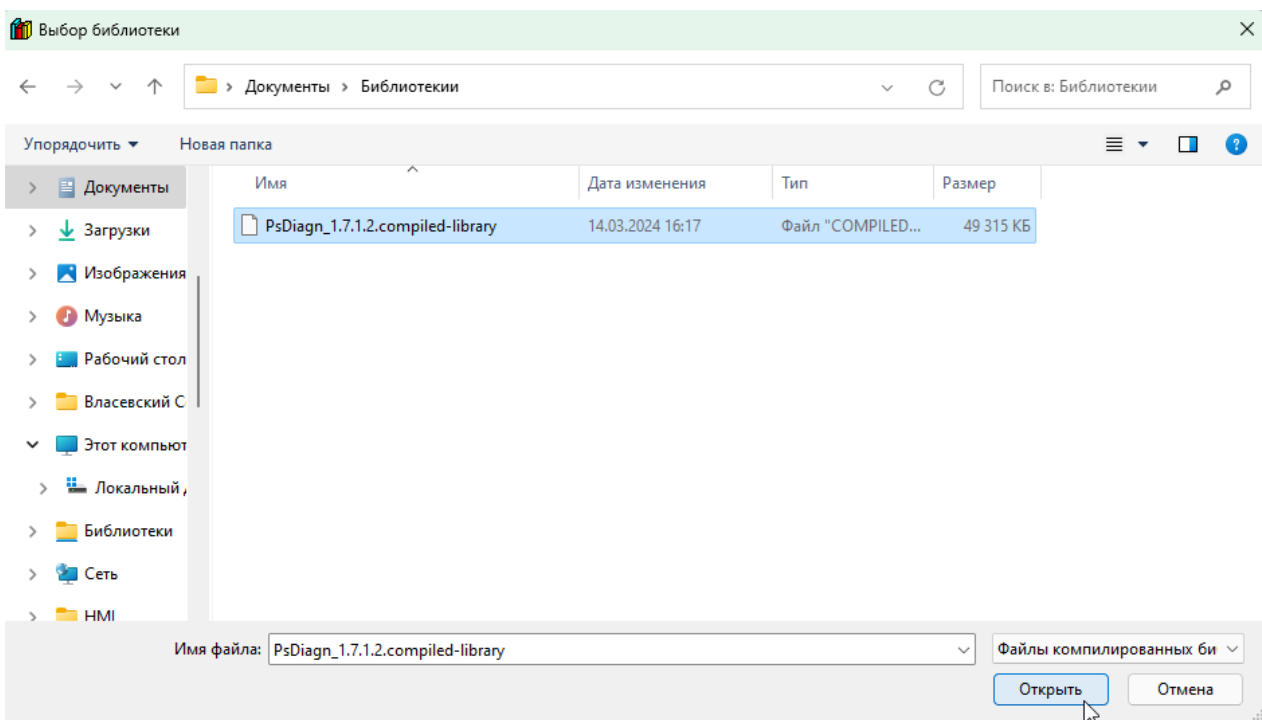 Выбор библиотеки
Документы > Библиотекии
Поиск в: Библиотекии
Упорядочить Новая папка
Имя Дата изменения Тип Размер
PsDiagn_1.7.1.2.compiled-library 14.03.2024 16:17 Файл "COMPILED... 49 315 КБ
Документы
Загрузки
Изображения
Музыка
Рабочий стол
Власевский С
Этот компьют
Локальный д
Библиотеки
Сеть
HMI
Имя файла: PsDiagn_1.7.1.2.compiled-library Файлы компилированных би
Открыть Отмена